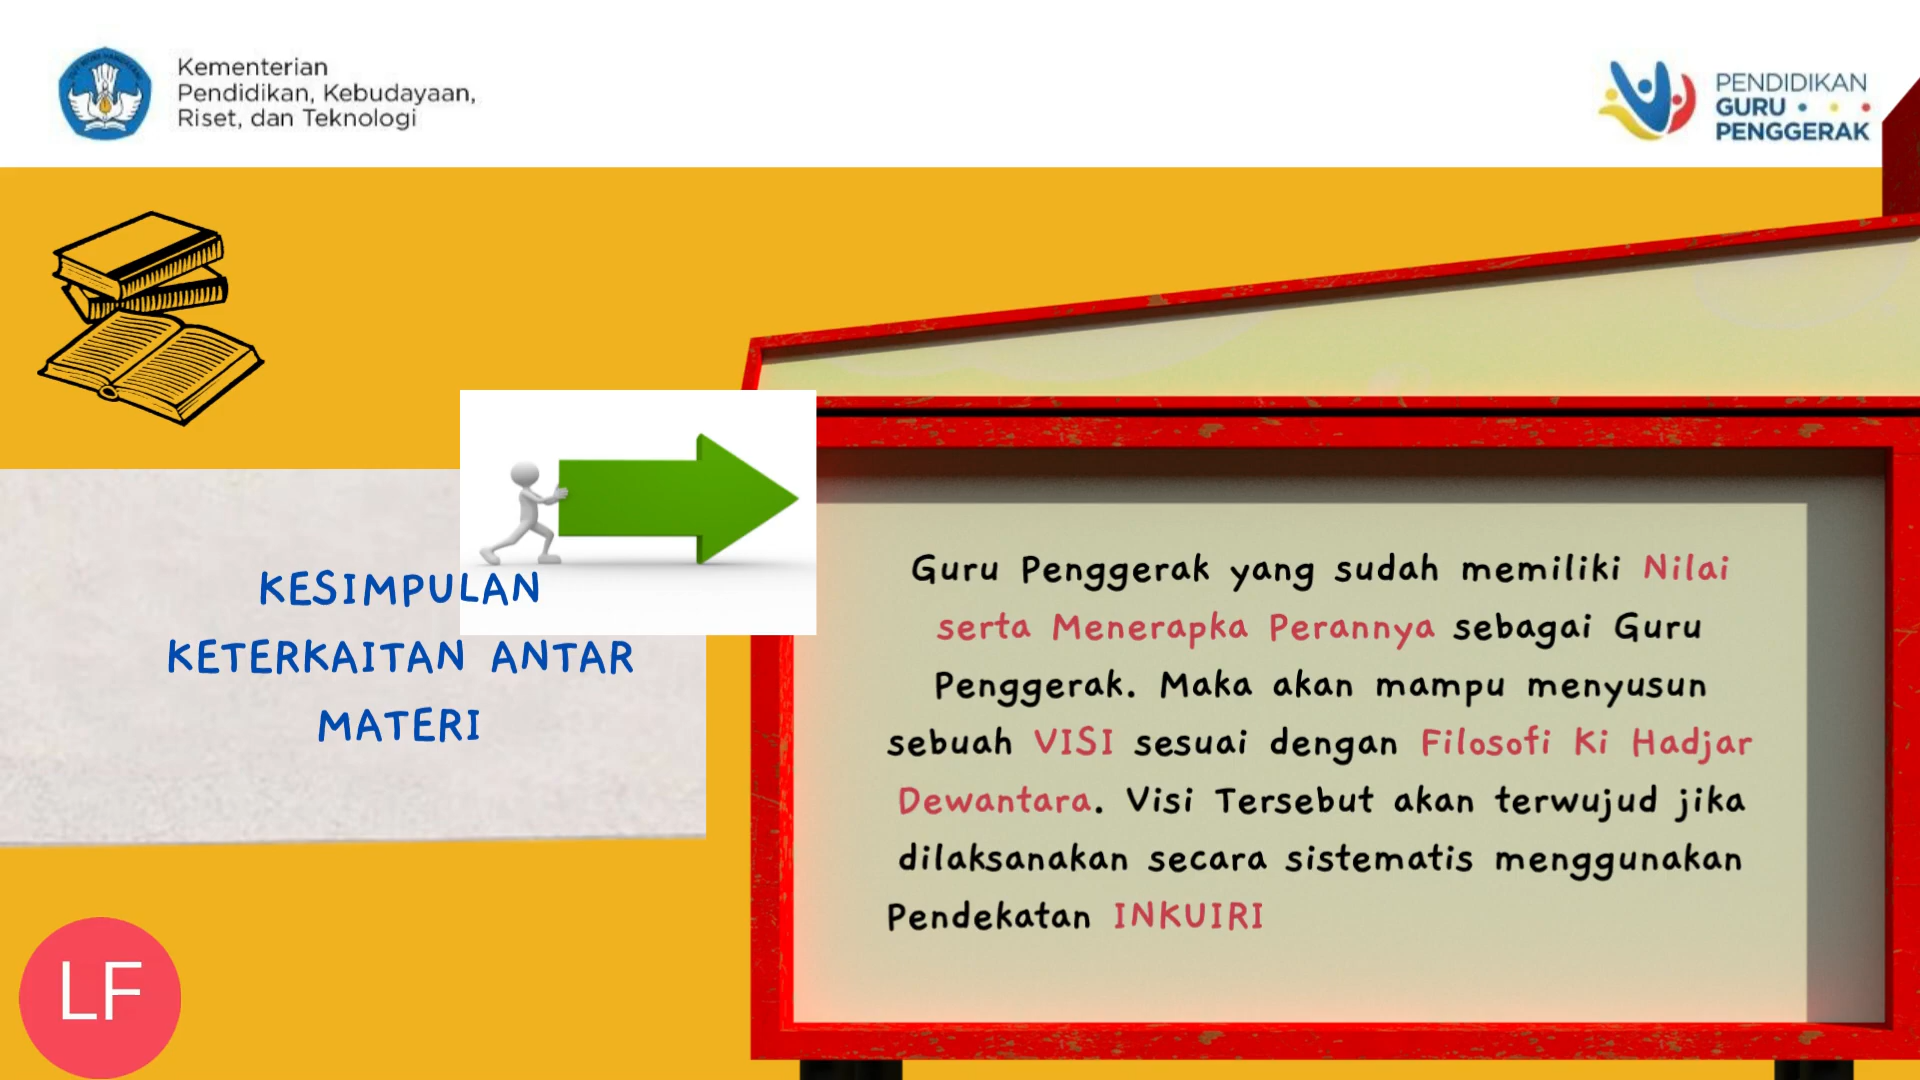 Kementerian
Pendidikan, Kebudayaan,
Riset, dan Teknologi
PENDIDIKAN
GURU
PENGGERAK
KESIMPULAN
KETERKAITAN ANTAR
MATERI
Guru Penggerak yang sudah memiliki Nilai
serta Menerapka Perannya sebagai Guru
Penggerak. Maka akan mampu menyusun
sebuah VISI sesuai dengan Filosofi Ki Hadjar
Dewantara. Visi Tersebut akan terwujud jika
dilaksanakan secara sistematis menggunakan
Pendekatan INKUIRI
LF